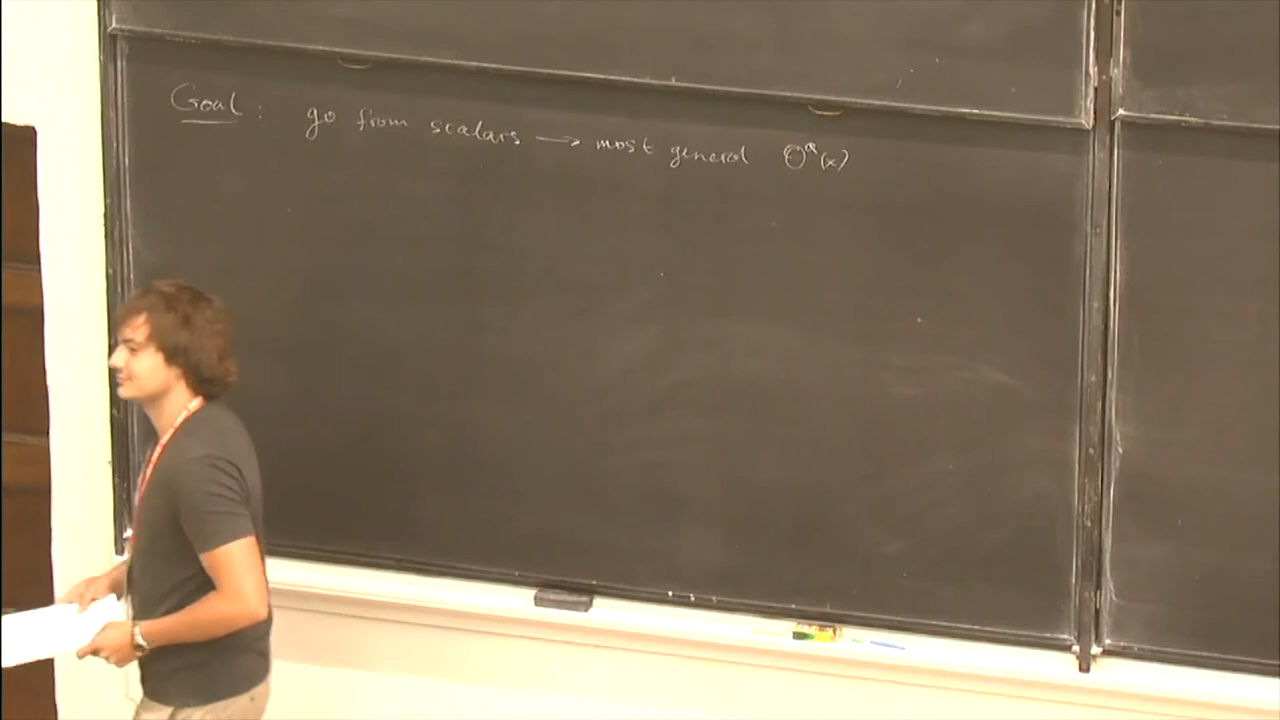 Goal : go from scalars → most general O^a(x)